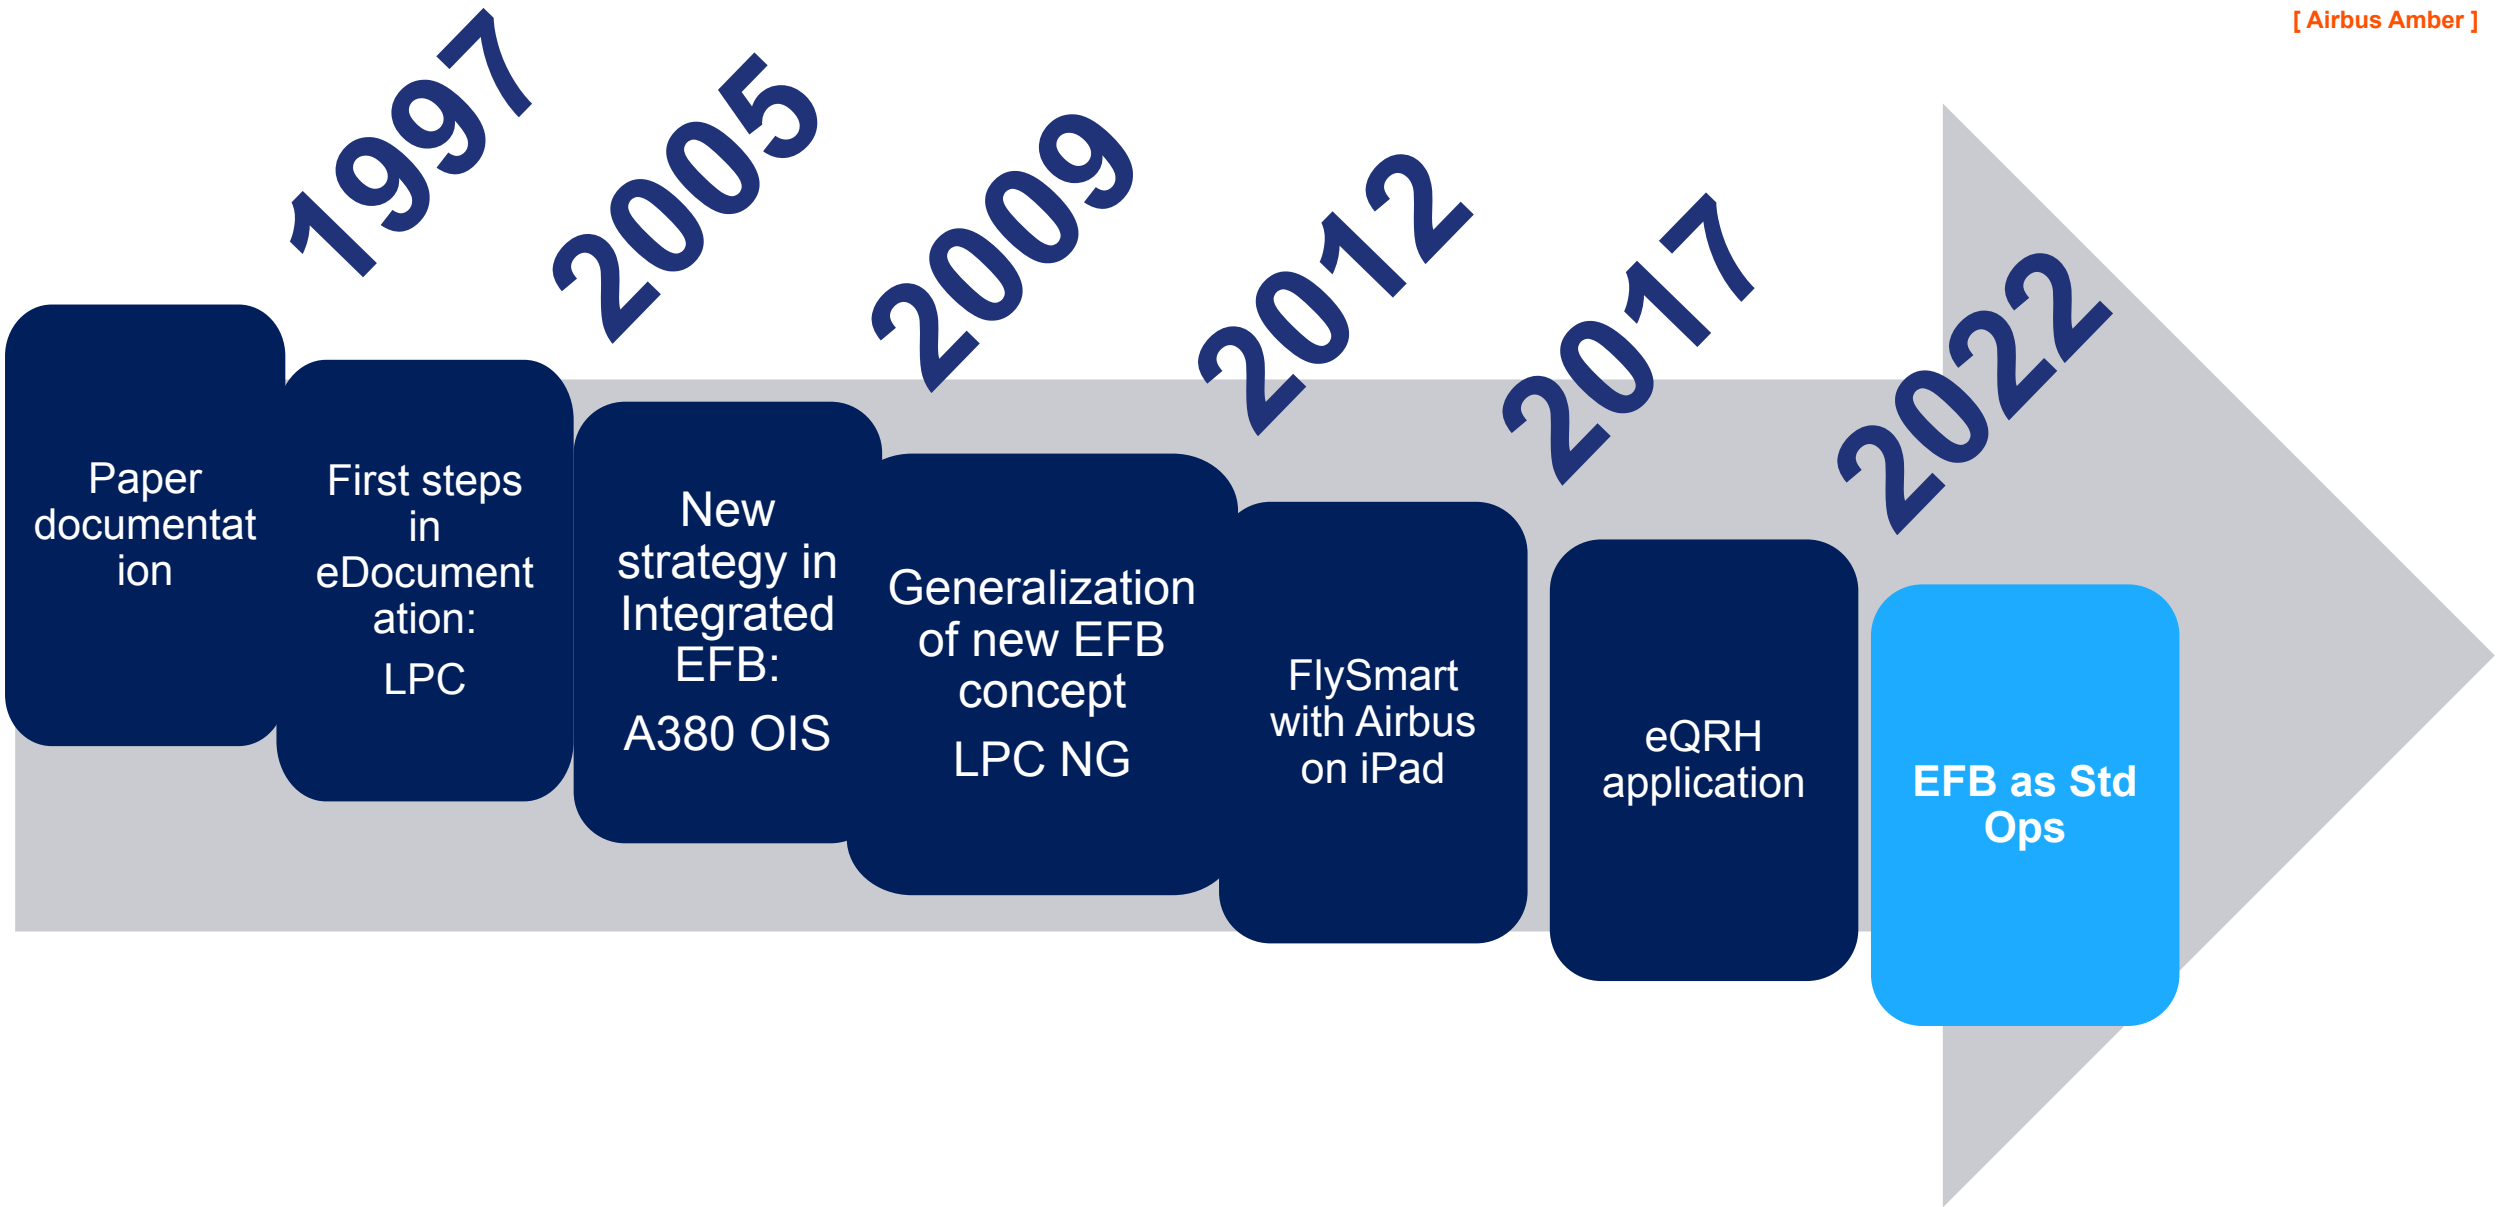 [ Airbus Amber ]
1997
2005
2009
2012
2017
2022
Paper
documentat
ion
First steps
in
eDocument
ation:
LPC
New
strategy in
Integrated
EFB:
A380 OIS
Generalization
of new EFB
concept
LPC NG
FlySmart
with Airbus
on iPad
eQRH
application
EFB as Std
Ops